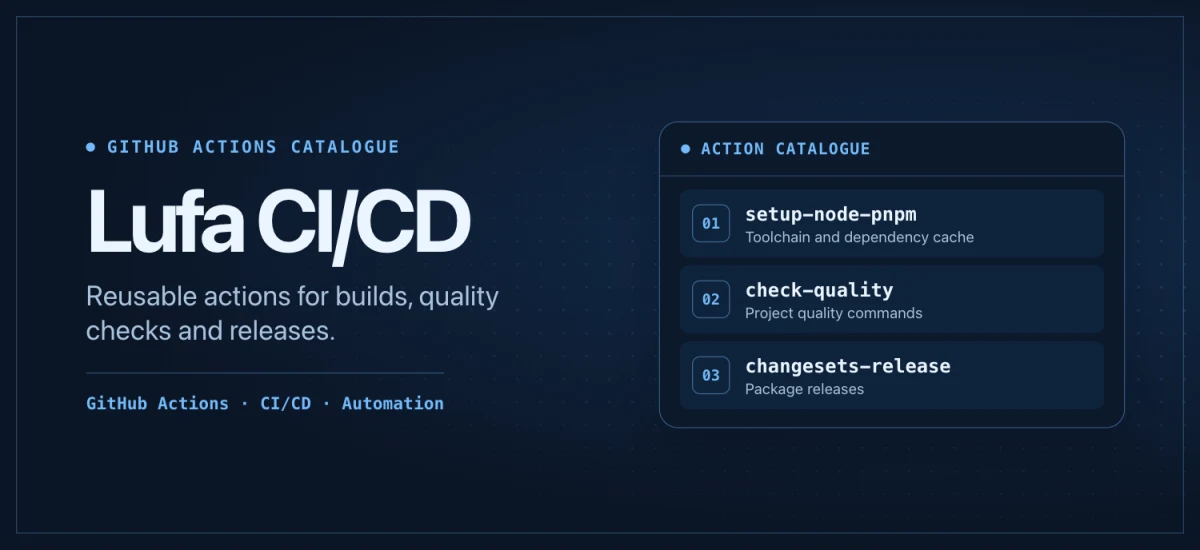 GITHUB ACTIONS CATALOGUE
Lufa CI/CD
Reusable actions for builds, quality
checks and releases.
GitHub Actions · CI/CD · Automation
ACTION CATALOGUE
01
setup-node-pnpm
Toolchain and dependency cache
02
check-quality
Project quality commands
03
changesets-release
Package releases